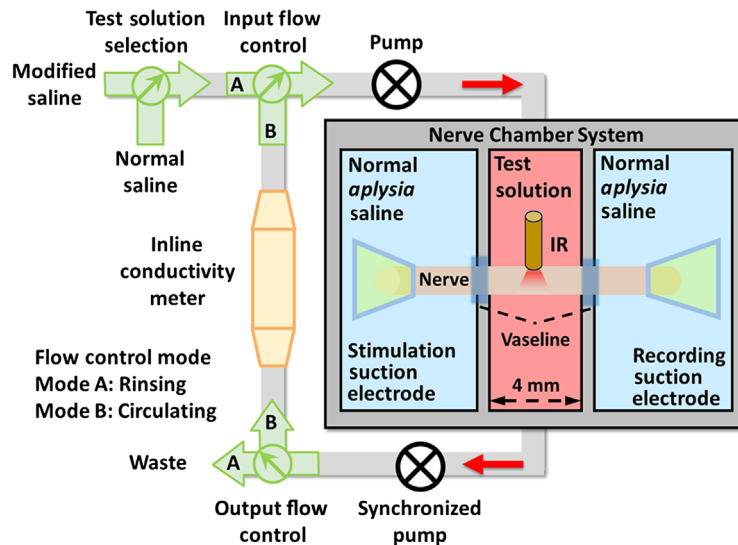 Test solution
selection
Input flow
control
Pump
Modified
saline
A
B
Normal
saline
Nerve Chamber System
Normal
aplysia
saline
Test
solution
Normal
aplysia
saline
IR
Nerve
Inline
conductivity
meter
Vaseline
Stimulation
suction
electrode
4 mm
Recording
suction
electrode
Flow control mode
Mode A: Rinsing
Mode B: Circulating
B
Waste
A
Output flow
control
Synchronized
pump